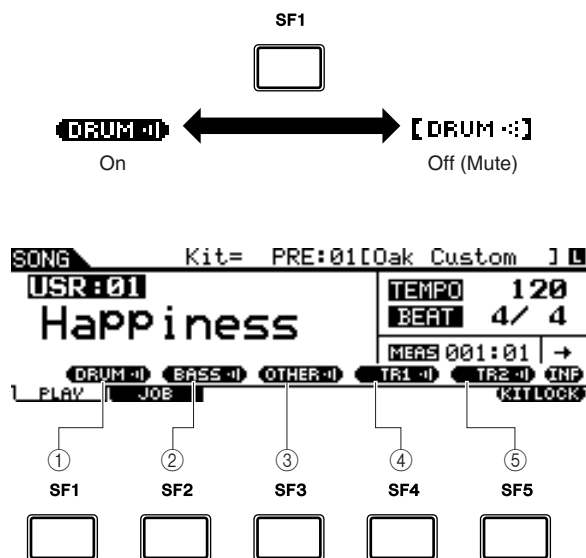 SF1
DRUM [DRUM]
On Off (Mute)
SONG Kit= PRE:01[Oak Custom ] L
USR:01 TEMPO 120
Happiness BEAT 4/ 4
MEAS 001:01 →
DRUM BASS OTHER TR1 TR2 INP
PLAY JOB KITLOCK
① ② ③ ④ ⑤
SF1 SF2 SF3 SF4 SF5